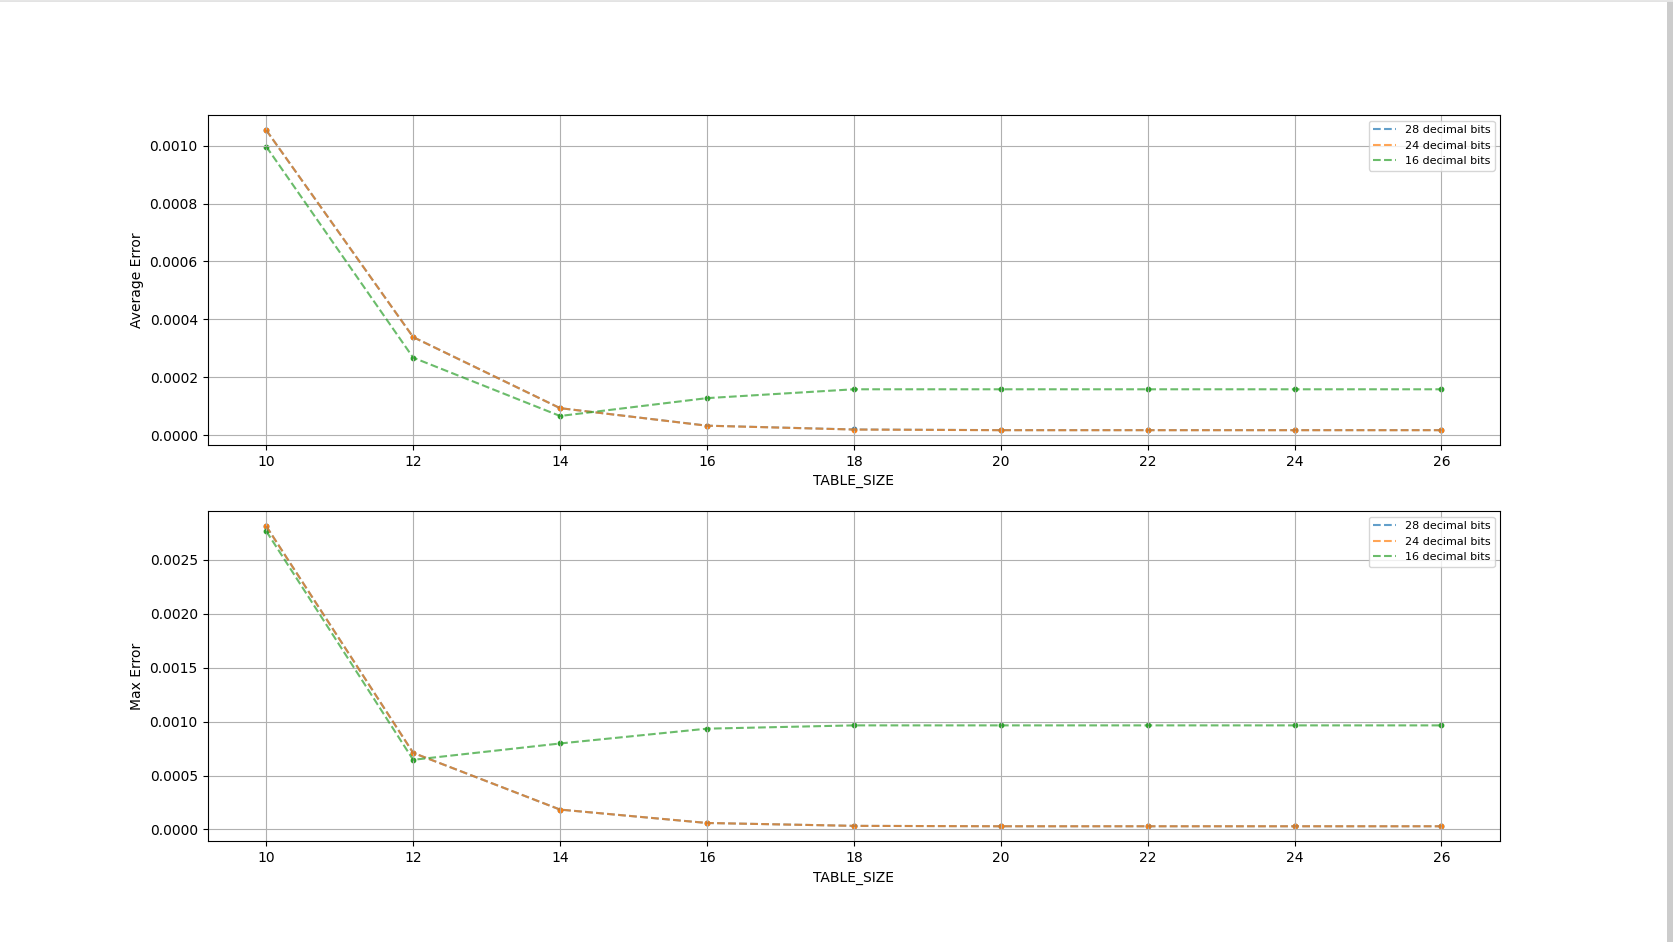 0.0010
0.0008
0.0006
0.0004
0.0002
0.0000
Average Error
10 12 14 16 18 20 22 24 26
TABLE_SIZE
28 decimal bits
24 decimal bits
16 decimal bits
0.0025
0.0020
0.0015
0.0010
0.0005
0.0000
Max Error
10 12 14 16 18 20 22 24 26
TABLE_SIZE
28 decimal bits
24 decimal bits
16 decimal bits